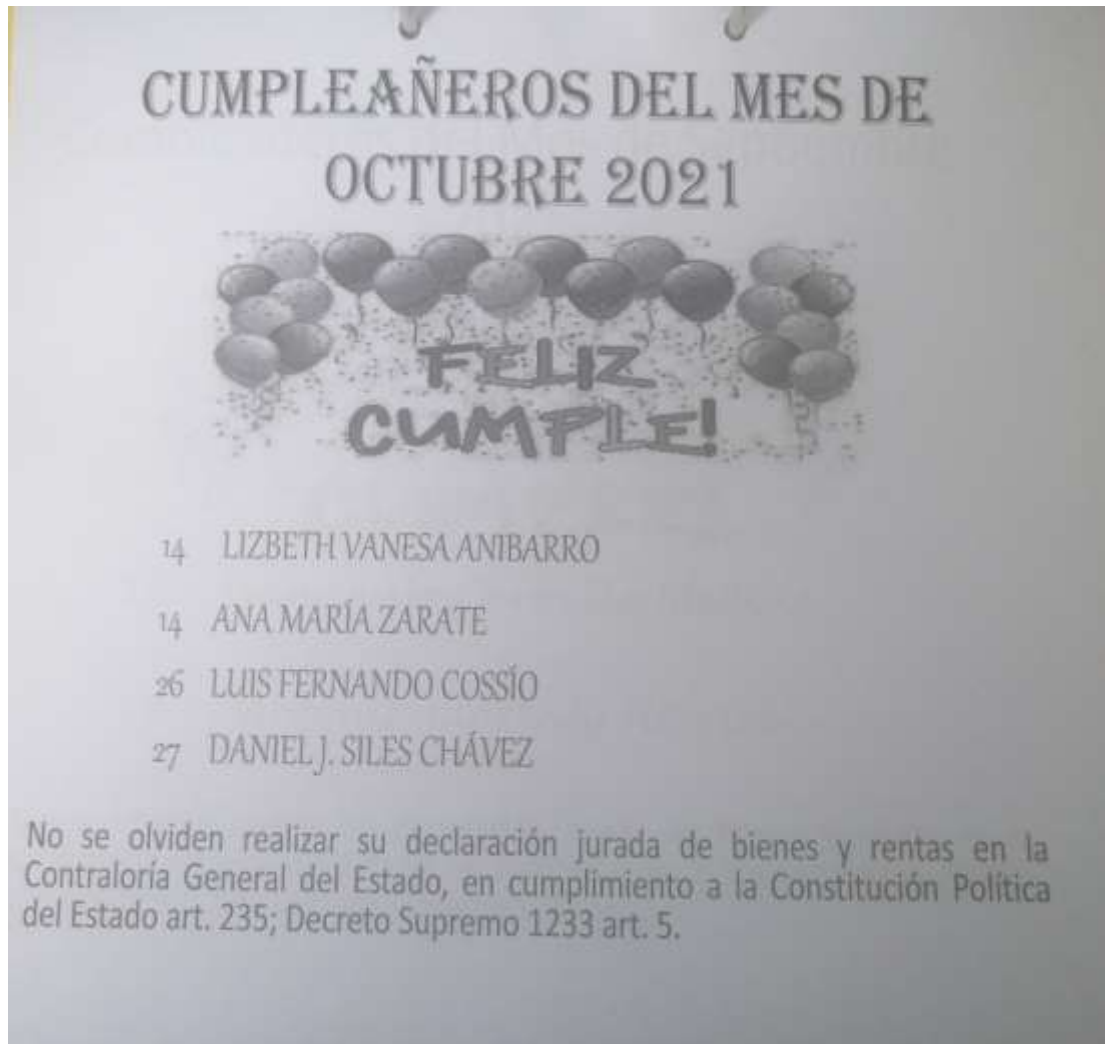 CUMPLEAÑEROS DEL MES DE
OCTUBRE 2021
FELIZ
CUMPLE!
14 LIZBETH VANESA ANIBARRO
14 ANA MARÍA ZARATE
26 LUIS FERNANDO COSSÍO
27 DANIEL J. SILES CHÁVEZ
No se olviden realizar su declaración jurada de bienes y rentas en la
Contraloría General del Estado, en cumplimiento a la Constitución Política
del Estado art. 235; Decreto Supremo 1233 art. 5.